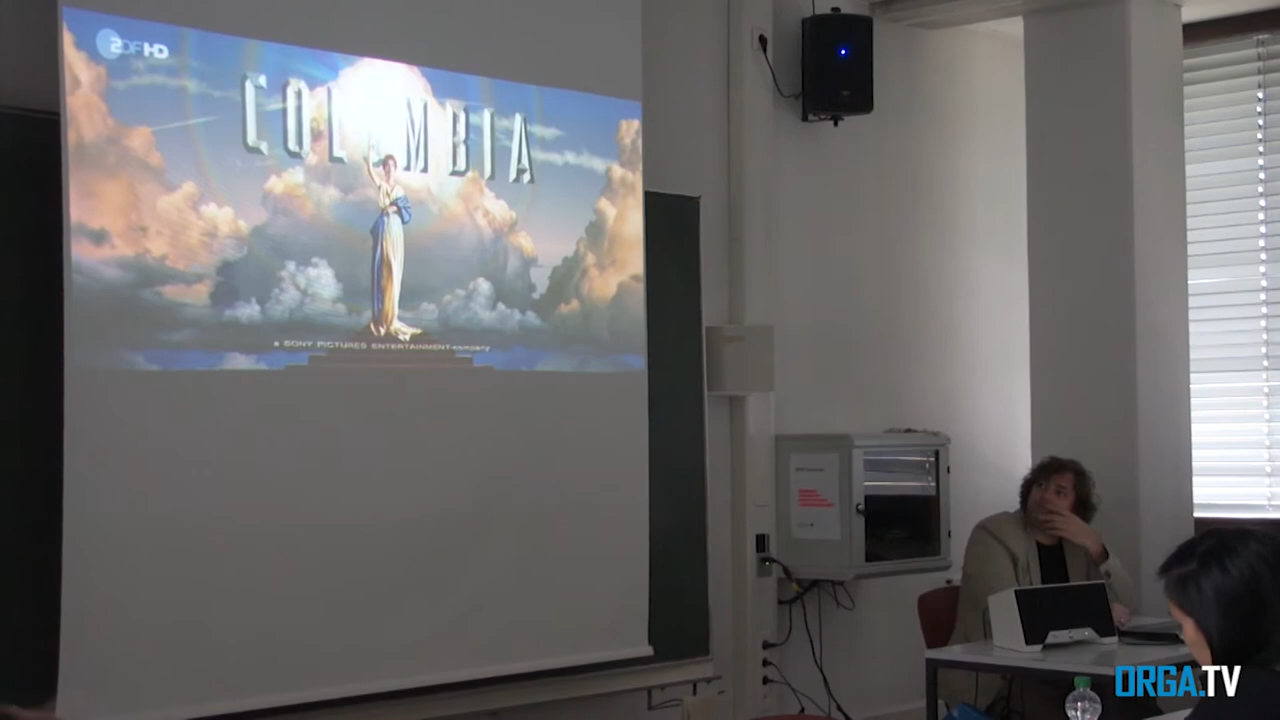 ZDF HD
COLUMBIA
a SONY PICTURES ENTERTAINMENT company
ORGA.TV